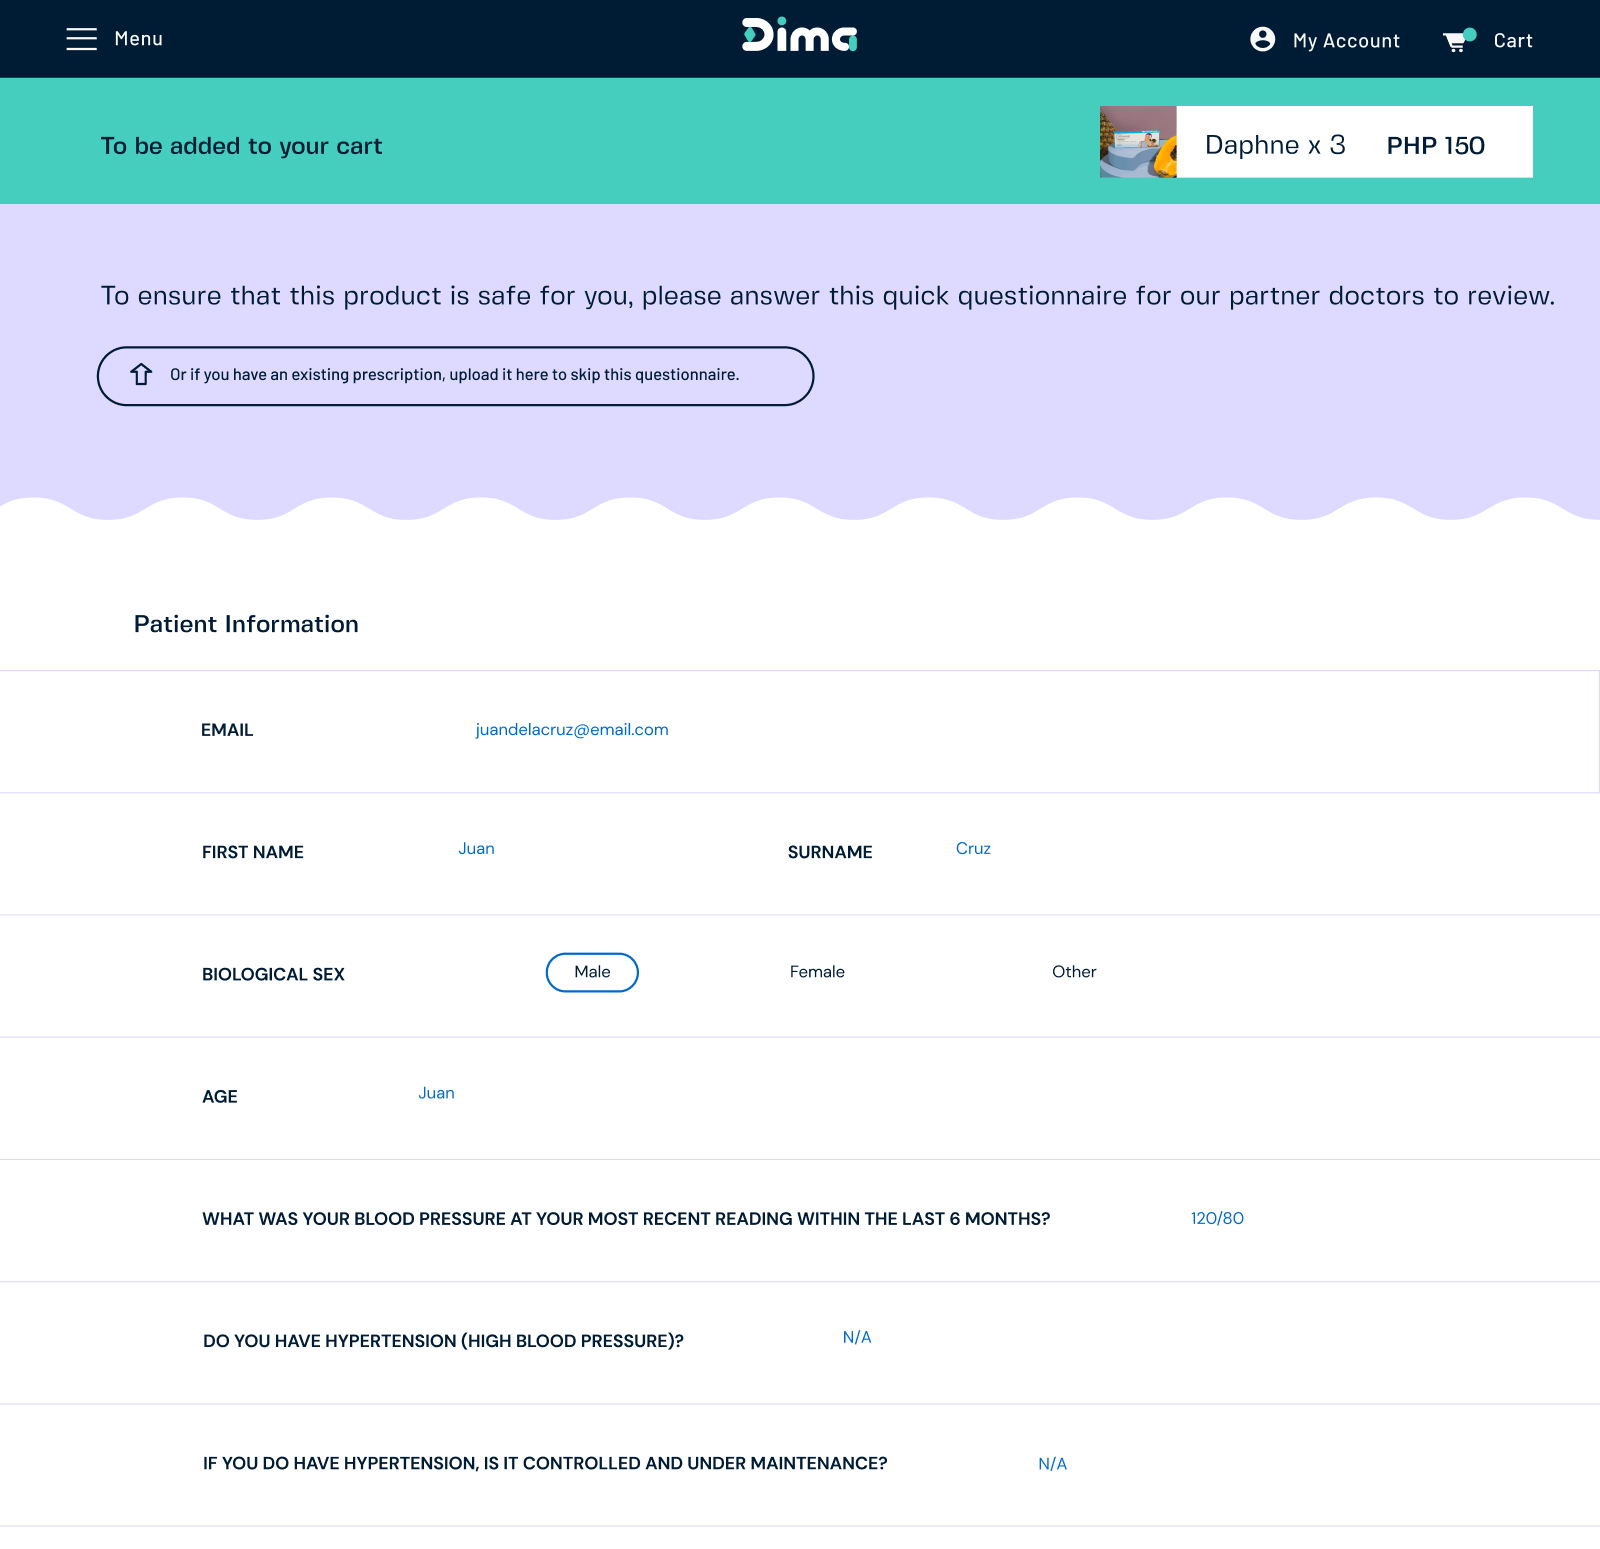 Menu
Dima
My Account
Cart
To be added to your cart
Daphne x 3
PHP 150
To ensure that this product is safe for you, please answer this quick questionnaire for our partner doctors to review.
Or if you have an existing prescription, upload it here to skip this questionnaire.
Patient Information
EMAIL
juandelacruz@email.com
FIRST NAME
Juan
SURNAME
Cruz
BIOLOGICAL SEX
Male
Female
Other
AGE
Juan
WHAT WAS YOUR BLOOD PRESSURE AT YOUR MOST RECENT READING WITHIN THE LAST 6 MONTHS?
120/80
DO YOU HAVE HYPERTENSION (HIGH BLOOD PRESSURE)?
N/A
IF YOU DO HAVE HYPERTENSION, IS IT CONTROLLED AND UNDER MAINTENANCE?
N/A